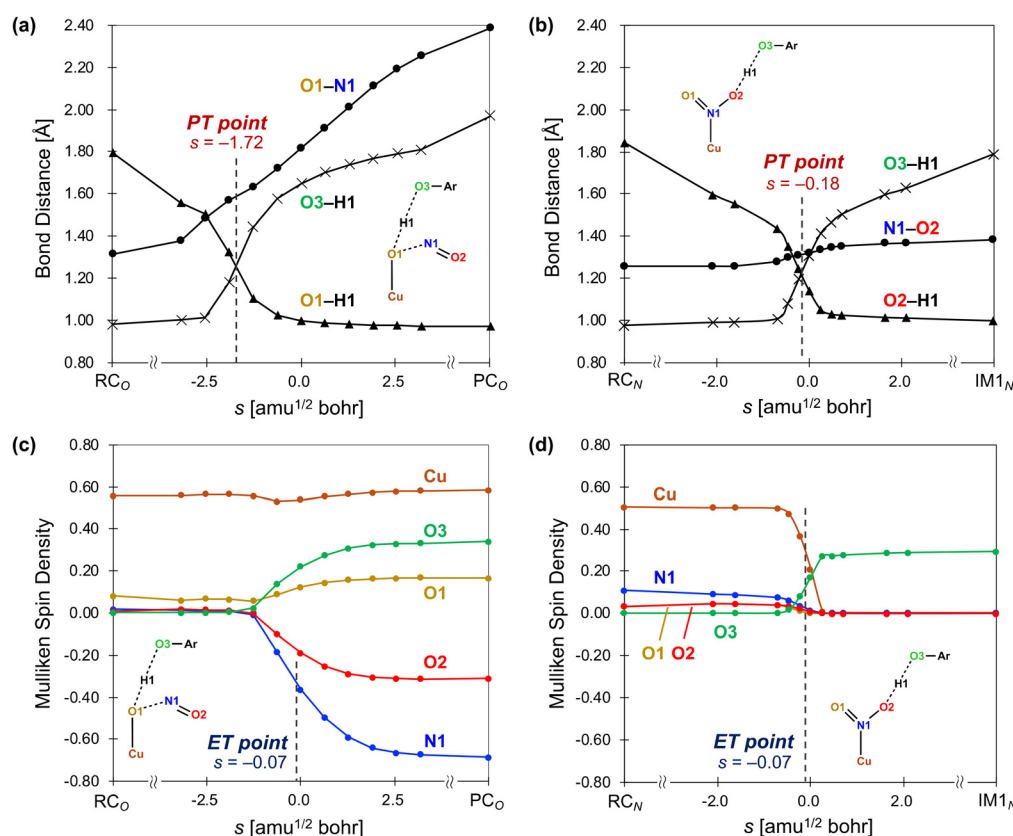 (a)
2.40
2.20
2.00
1.80
1.60
1.40
1.20
1.00
0.80
Bond Distance [Å]
O1–N1
PT point
s = –1.72
O3–H1
O1–H1
O3–Ar
H1
O1
N1
O2
Cu
RCO
-2.5
0.0
2.5
PCO
s [amu1/2 bohr]
(b)
2.40
2.20
2.00
1.80
1.60
1.40
1.20
1.00
0.80
Bond Distance [Å]
O3–Ar
H1
O1
O2
N1
Cu
PT point
s = –0.18
O3–H1
N1–O2
O2–H1
RCN
-2.0
0.0
2.0
IM1N
s [amu1/2 bohr]
(c)
0.80
0.60
0.40
0.20
0.00
-0.20
-0.40
-0.60
-0.80
Mulliken Spin Density
Cu
O3
O1
O2
N1
O3–Ar
H1
O1
N1
O2
Cu
ET point
s = –0.07
RCO
-2.5
0.0
2.5
PCO
s [amu1/2 bohr]
(d)
0.80
0.60
0.40
0.20
0.00
-0.20
-0.40
-0.60
-0.80
Mulliken Spin Density
Cu
N1
O3
O1 O2
O3–Ar
H1
O1
O2
N1
Cu
ET point
s = –0.07
RCN
-2.0
0.0
2.0
IM1N
s [amu1/2 bohr]